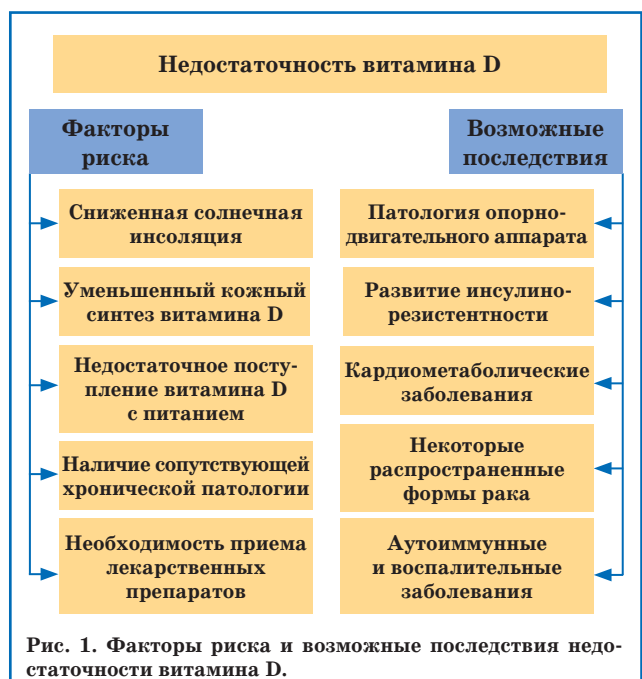 Недостаточность витамина D
Факторы
риска
Сниженная солнечная
инсоляция
Уменьшенный кожный
синтез витамина D
Недостаточное посту-
пление витамина D
с питанием
Наличие сопутствующей
хронической патологии
Необходимость приема
лекарственных
препаратов
Возможные
последствия
Патология опорно-
двигательного аппарата
Развитие инсулино-
резистентности
Кардиометаболические
заболевания
Некоторые
распространенные
формы рака
Аутоиммунные
и воспалительные
заболевания
Рис. 1. Факторы риска и возможные последствия недо-
статочности витамина D.